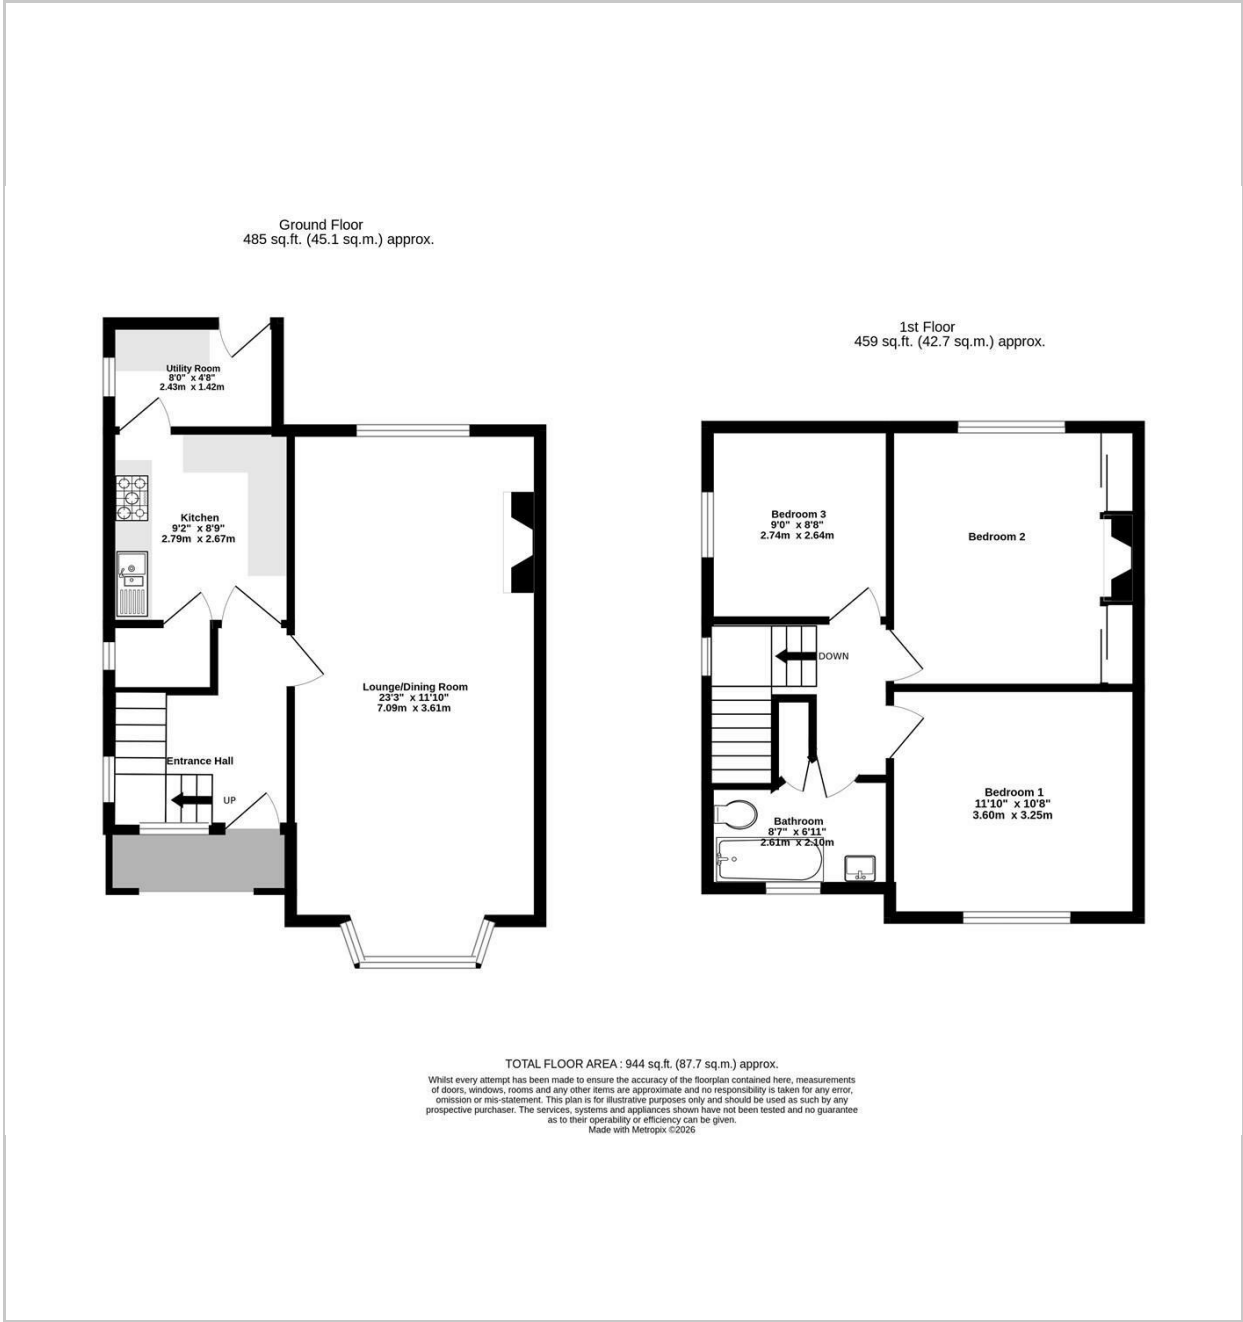 Ground Floor
485 sq.ft. (45.1 sq.m.) approx.
1st Floor
459 sq.ft. (42.7 sq.m.) approx.
Utility Room
8'0" x 4'8"
2.43m x 1.42m
Kitchen
9'2" x 8'9"
2.79m x 2.67m
Lounge/Dining Room
23'3" x 11'10"
7.09m x 3.61m
Entrance Hall
UP
Bedroom 3
9'0" x 8'8"
2.74m x 2.64m
Bedroom 2
DOWN
Bedroom 1
11'10" x 10'8"
3.60m x 3.25m
Bathroom
8'7" x 6'11"
2.61m x 2.10m
TOTAL FLOOR AREA : 944 sq.ft. (87.7 sq.m.) approx.
Whilst every attempt has been made to ensure the accuracy of the floorplan contained here, measurements
of doors, windows, rooms and any other items are approximate and no responsibility is taken for any error,
omission or mis-statement. This plan is for illustrative purposes only and should be used as such by any
prospective purchaser. The services, systems and appliances shown have not been tested and no guarantee
as to their operability or efficiency can be given.
Made with Metropix ©2026